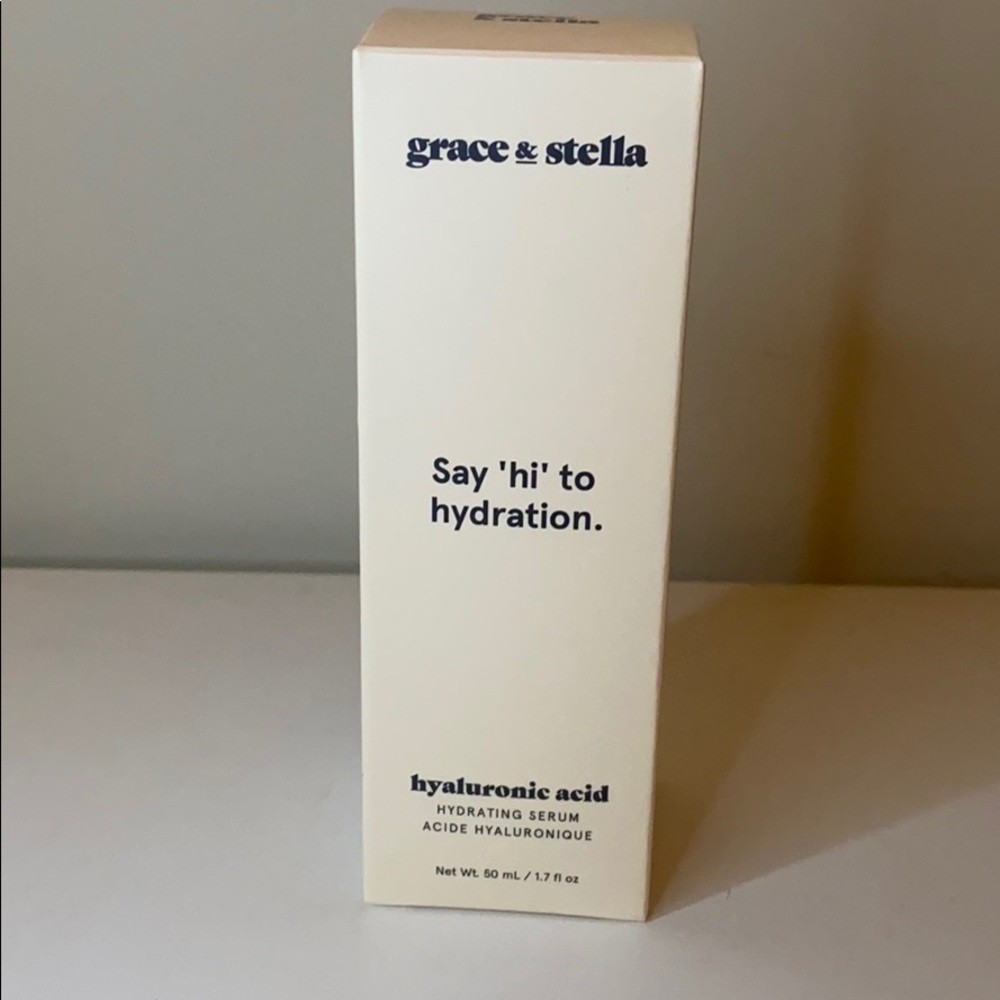 grace & stella
Say 'hi' to
hydration.
hyaluronic acid
HYDRATING SERUM
ACIDE HYALURONIQUE
Net Wt. 50 mL / 1.7 fl oz